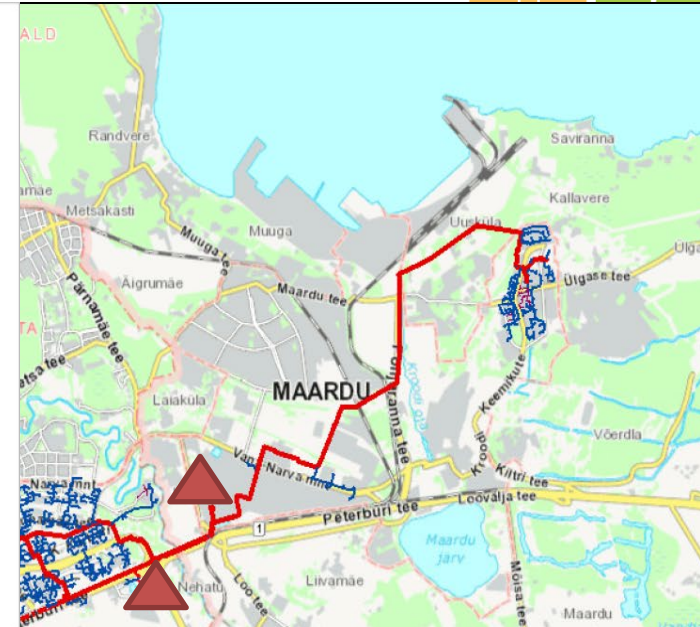 ALD
Randvere
Saviranna
Kallavere
Metsakasti
Muuga
Uusküla
Muuga tee
Äigrumäe
Maardu tee
Ülgase tee
Pärnamäe tee
MAARDU
Laiaküla
Keemikute
Kroodi oja
Võerdla
Vana-Narva mnt
Kroodi
Kiltri tee
Narva mnt
Loovälja tee
Peterburi tee
1
Maardu
järv
Nehatu
Loo tee
Liivamäe
Mõisa tee
Maardu